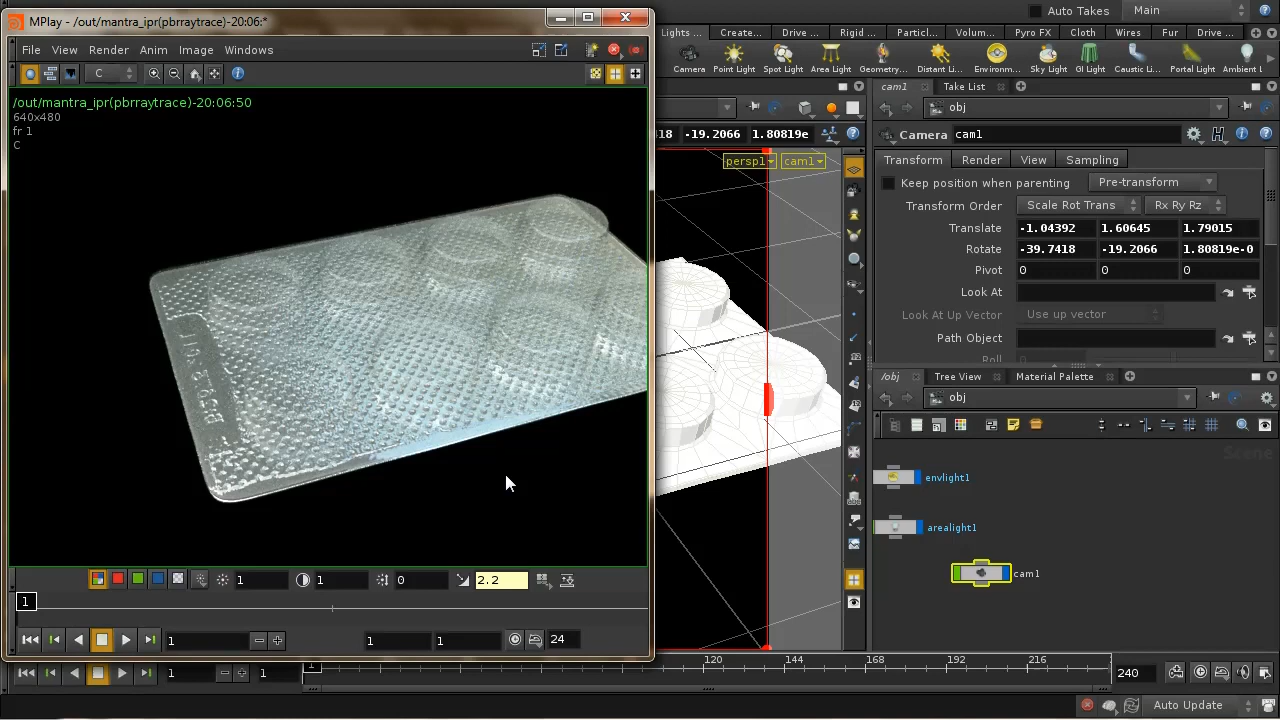 MPlay - /out/mantra_ipr(pbrraytrace)-20:06:*
File View Render Anim Image Windows
C
/out/mantra_ipr(pbrraytrace)-20:06:50
640x480
fr 1
C
1 1 0 2.2
1
1 1 1 24
Auto Takes Main
Lights ... Create... Drive ... Rigid ... Particl... Volum... Pyro FX Cloth Wires Fur Drive ...
Camera Point Light Spot Light Area Light Geometry... Distant Li... Environm... Sky Light GI Light Caustic Li... Portal Light Ambient L
318 -19.2066 1.80819e
persp1 cam1
cam1 Take List
obj
Camera cam1
Transform Render View Sampling
Keep position when parenting Pre-transform
Transform Order Scale Rot Trans Rx Ry Rz
Translate -1.04392 1.60645 1.79015
Rotate -39.7418 -19.2066 1.80819e-0
Pivot 0 0 0
Look At
Look At Up Vector Use up vector
Path Object
Roll 0
/obj Tree View Material Palette
obj
Scene
envlight1
arealight1
cam1
1 1 1 120 144 168 192 216 240
Auto Update